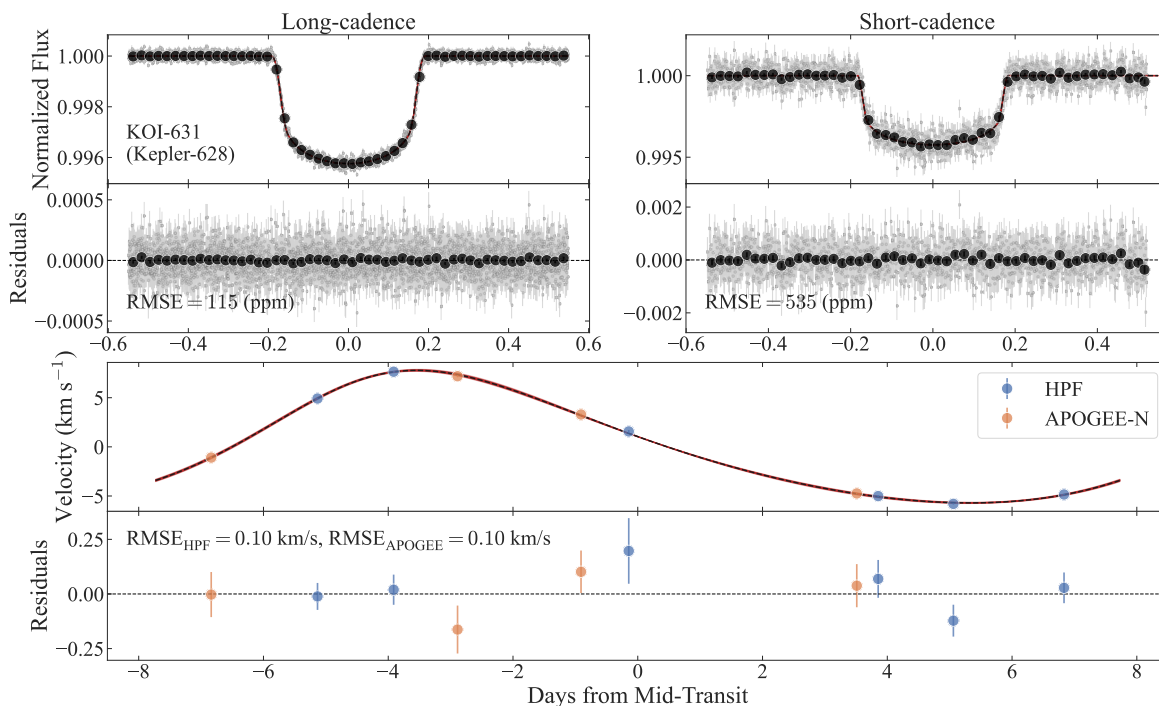 Long-cadence
Short-cadence
Normalized Flux
1.000
0.998
0.996
KOI-631
(Kepler-628)
1.000
0.995
Residuals
0.0005
0.0000
−0.0005
RMSE = 115 (ppm)
0.002
0.000
−0.002
RMSE = 535 (ppm)
−0.6 −0.4 −0.2 0.0 0.2 0.4 0.6
−0.6 −0.4 −0.2 0.0 0.2 0.4
Velocity (km s−1)
5
0
−5
HPF
APOGEE-N
Residuals
0.25
0.00
−0.25
RMSEHPF = 0.10 km/s, RMSEAPOGEE = 0.10 km/s
−8 −6 −4 −2 0 2 4 6 8
Days from Mid-Transit